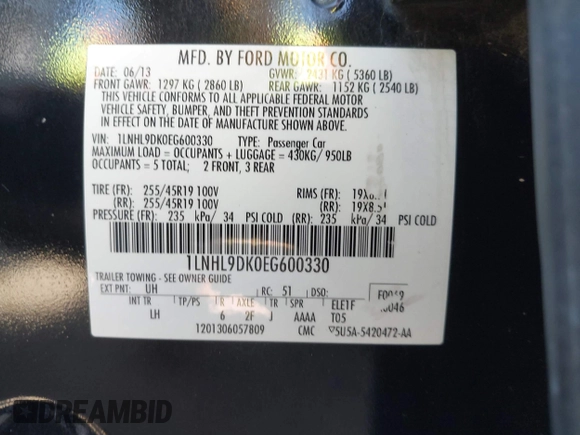 MFD. BY FORD MOTOR CO.
DATE: 06/13 GVWR: 2431 KG ( 5360 LB)
FRONT GAWR: 1297 KG ( 2860 LB) REAR GAWR: 1152 KG ( 2540 LB)
THIS VEHICLE CONFORMS TO ALL APPLICABLE FEDERAL MOTOR
VEHICLE SAFETY, BUMPER, AND THEFT PREVENTION STANDARDS
IN EFFECT ON THE DATE OF MANUFACTURE SHOWN ABOVE.
VIN: 1LNHL9DK0EG600330 TYPE: Passenger Car
MAXIMUM LOAD = OCCUPANTS + LUGGAGE = 430KG/950LB
OCCUPANTS = 5 TOTAL; 2 FRONT, 3 REAR
TIRE (FR): 255/45R19 100V RIMS (FR):
(RR): 255/45R19 100V (RR):
PRESSURE (FR): 235 kPa/ 34 PSI COLD (RR): 235 kPa/ 34 PSI COLD
1LNHL9DK0EG600330
TRAILER TOWING - SEE OWNER GUIDE
EXT PNT: UH RC: 51 DSO:
INT TR TP/PS R AXLE TR SPR
LH 6 2F J AAAA T05
1201306057809 CMC ▽5U5A-5420472-AA
DREAMBID